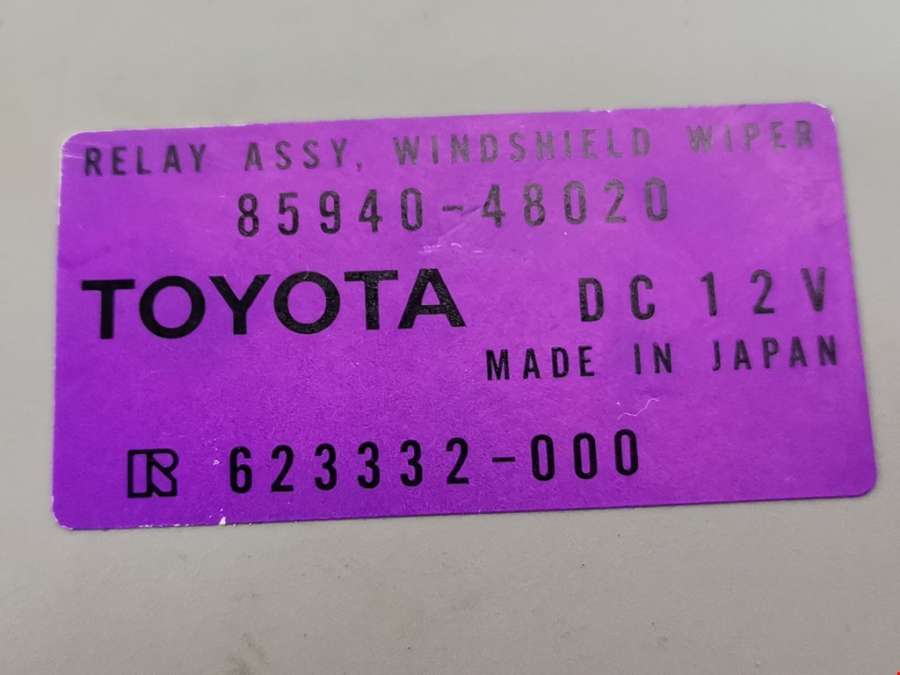 RELAY ASSY, WINDSHIELD WIPER
85940-48020
TOYOTA DC 12V
MADE IN JAPAN
R 623332-000